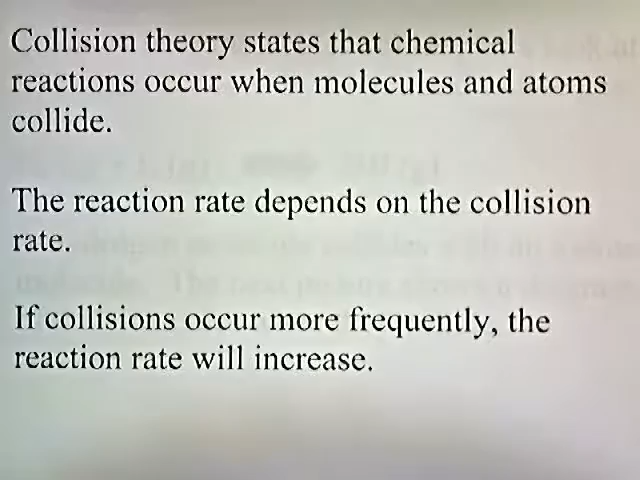 Collision theory states that chemical
reactions occur when molecules and atoms
collide.
The reaction rate depends on the collision
rate.
If collisions occur more frequently, the
reaction rate will increase.